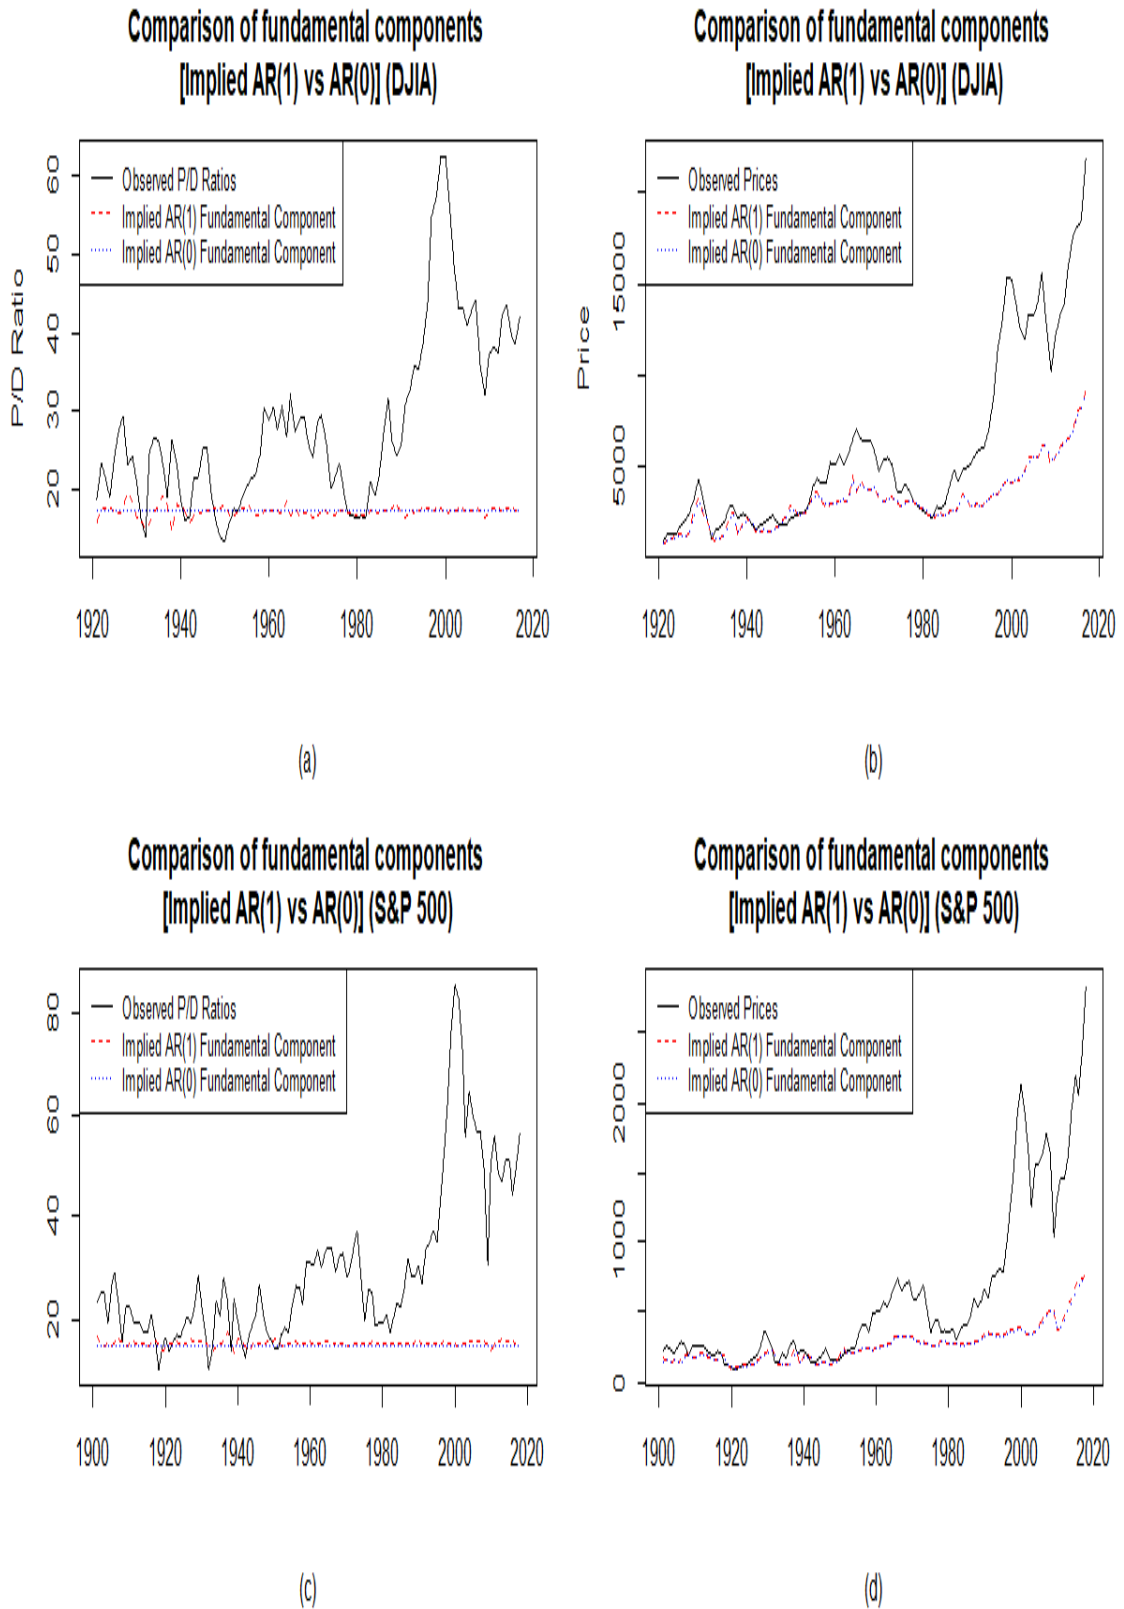 Comparison of fundamental components
[Implied AR(1) vs AR(0)] (DJIA)
P/D Ratio
60
50
40
30
20
Observed P/D Ratios
Implied AR(1) Fundamental Component
Implied AR(0) Fundamental Component
1920 1940 1960 1980 2000 2020
(a)
Comparison of fundamental components
[Implied AR(1) vs AR(0)] (DJIA)
Price
15000
5000
Observed Prices
Implied AR(1) Fundamental Component
Implied AR(0) Fundamental Component
1920 1940 1960 1980 2000 2020
(b)
Comparison of fundamental components
[Implied AR(1) vs AR(0)] (S&P 500)
80
60
40
20
Observed P/D Ratios
Implied AR(1) Fundamental Component
Implied AR(0) Fundamental Component
1900 1920 1940 1960 1980 2000 2020
(c)
Comparison of fundamental components
[Implied AR(1) vs AR(0)] (S&P 500)
2000
1000
0
Observed Prices
Implied AR(1) Fundamental Component
Implied AR(0) Fundamental Component
1900 1920 1940 1960 1980 2000 2020
(d)